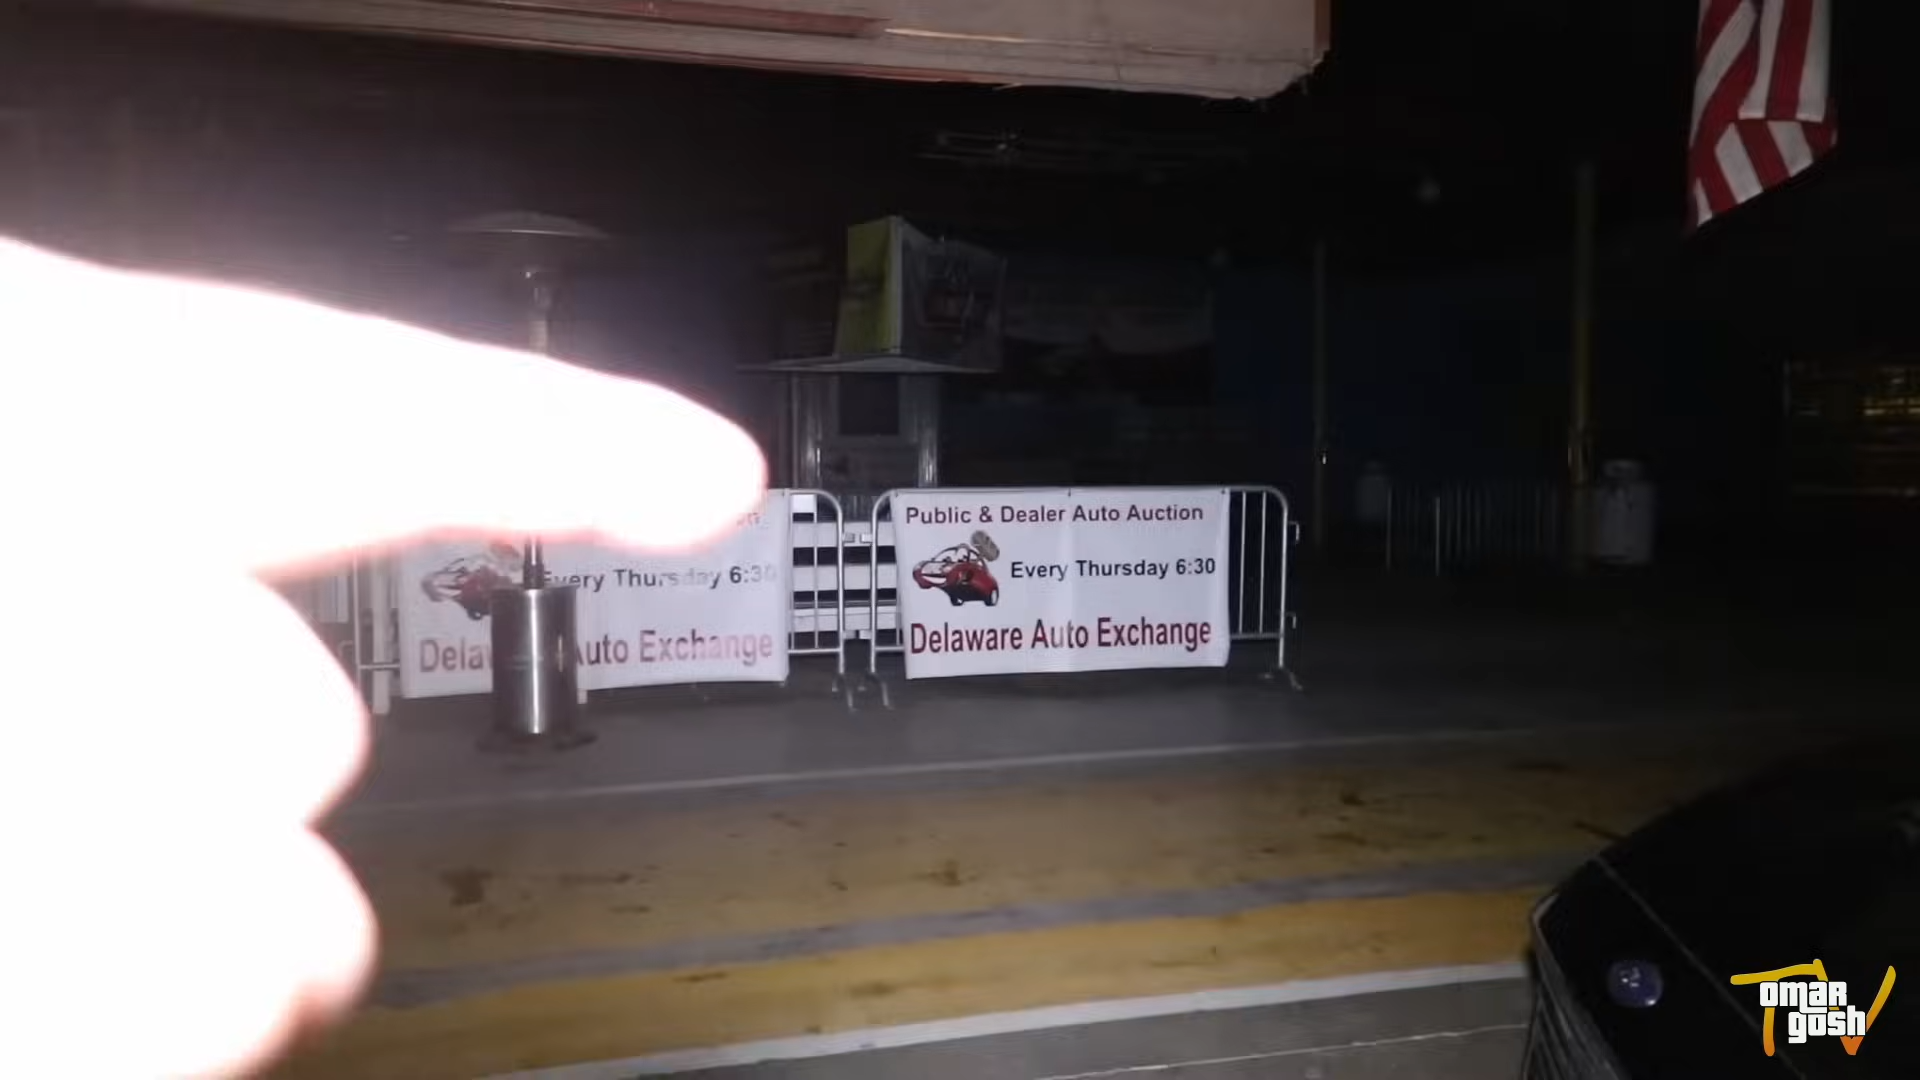 Public & Dealer Auto Auction
Every Thursday 6:30
Delaware Auto Exchange
Every Thursday 6:30
Auto Exchange
OMAR
GOSH
TV